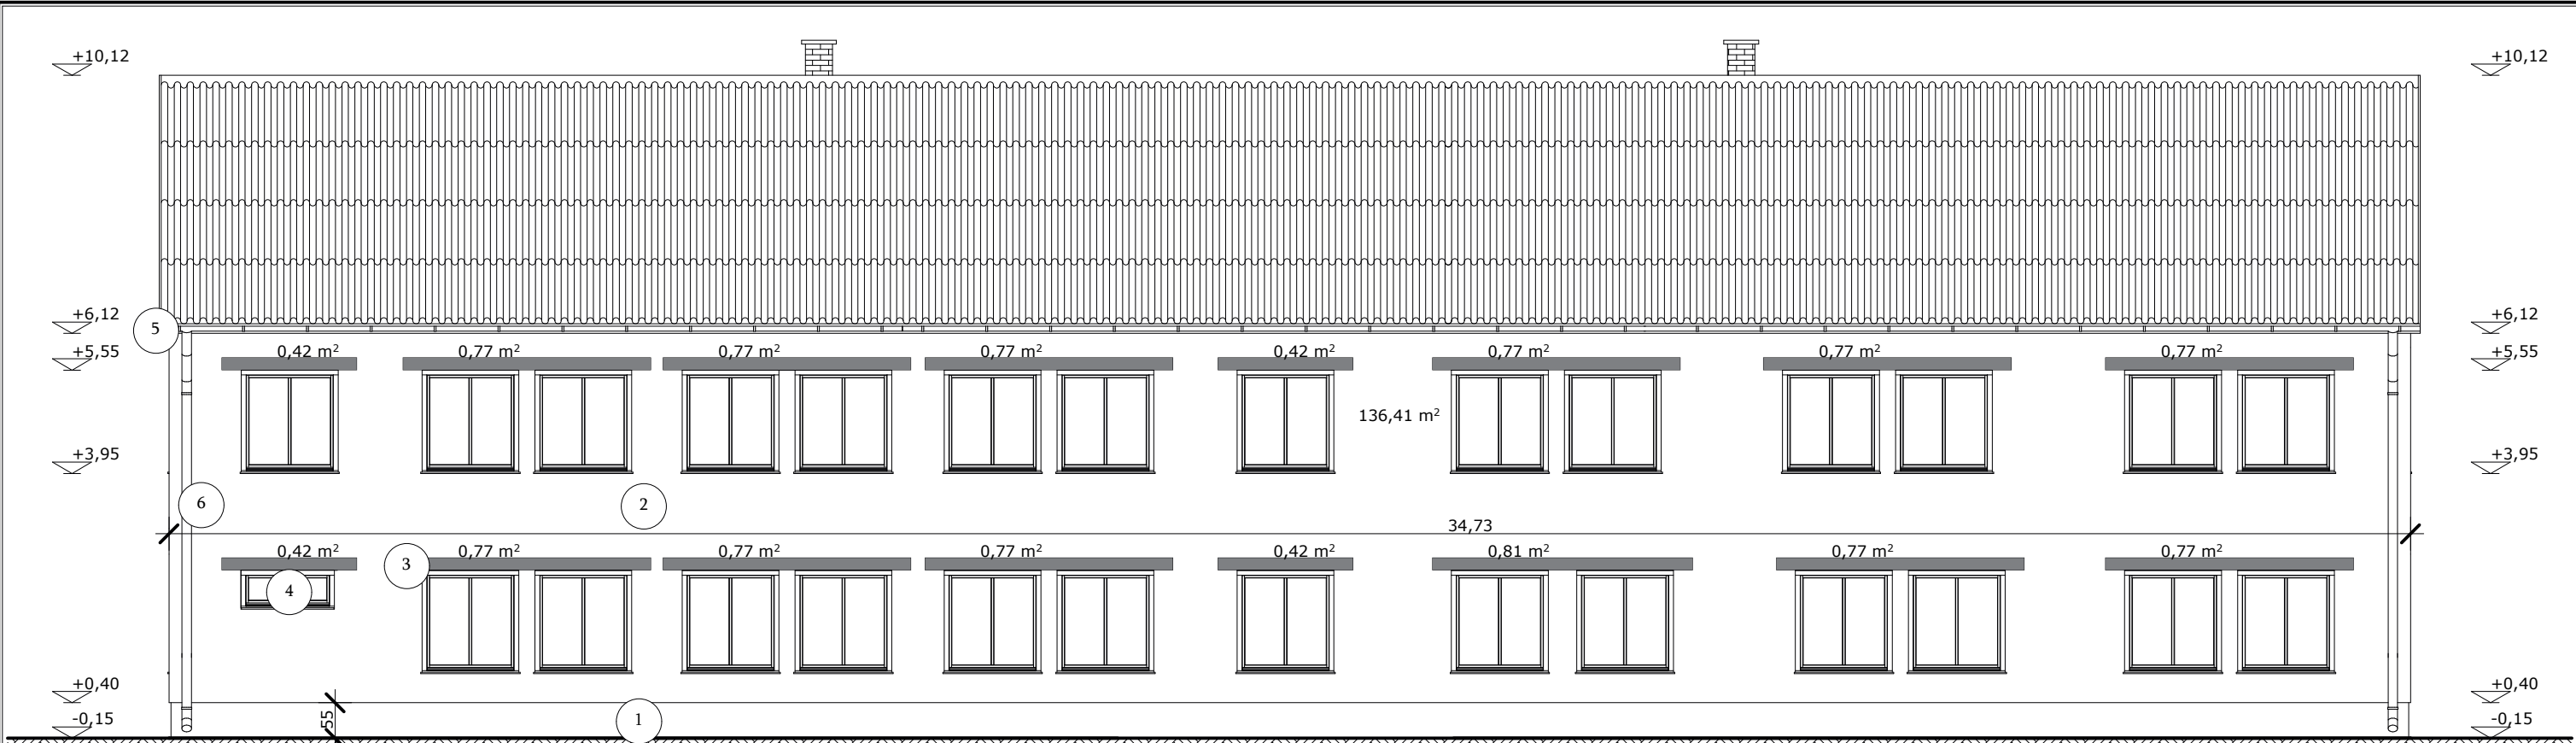 +10,12 +10,12
+6,12 5 +6,12
+5,55 0,42 m² 0,77 m² 0,77 m² 0,77 m² 0,42 m² 0,77 m² 0,77 m² 0,77 m² +5,55
136,41 m²
+3,95 +3,95
6 2
34,73
0,42 m² 0,77 m² 0,77 m² 0,77 m² 0,42 m² 0,81 m² 0,77 m² 0,77 m²
3
4
+0,40 +0,40
-0,15 55 1 -0,15